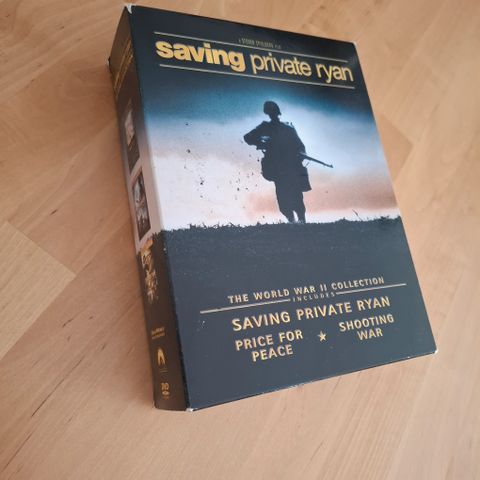 A STEVEN SPIELBERG FILM
saving private ryan
THE WORLD WAR II COLLECTION
INCLUDES
SAVING PRIVATE RYAN
PRICE FOR PEACE ★ SHOOTING WAR